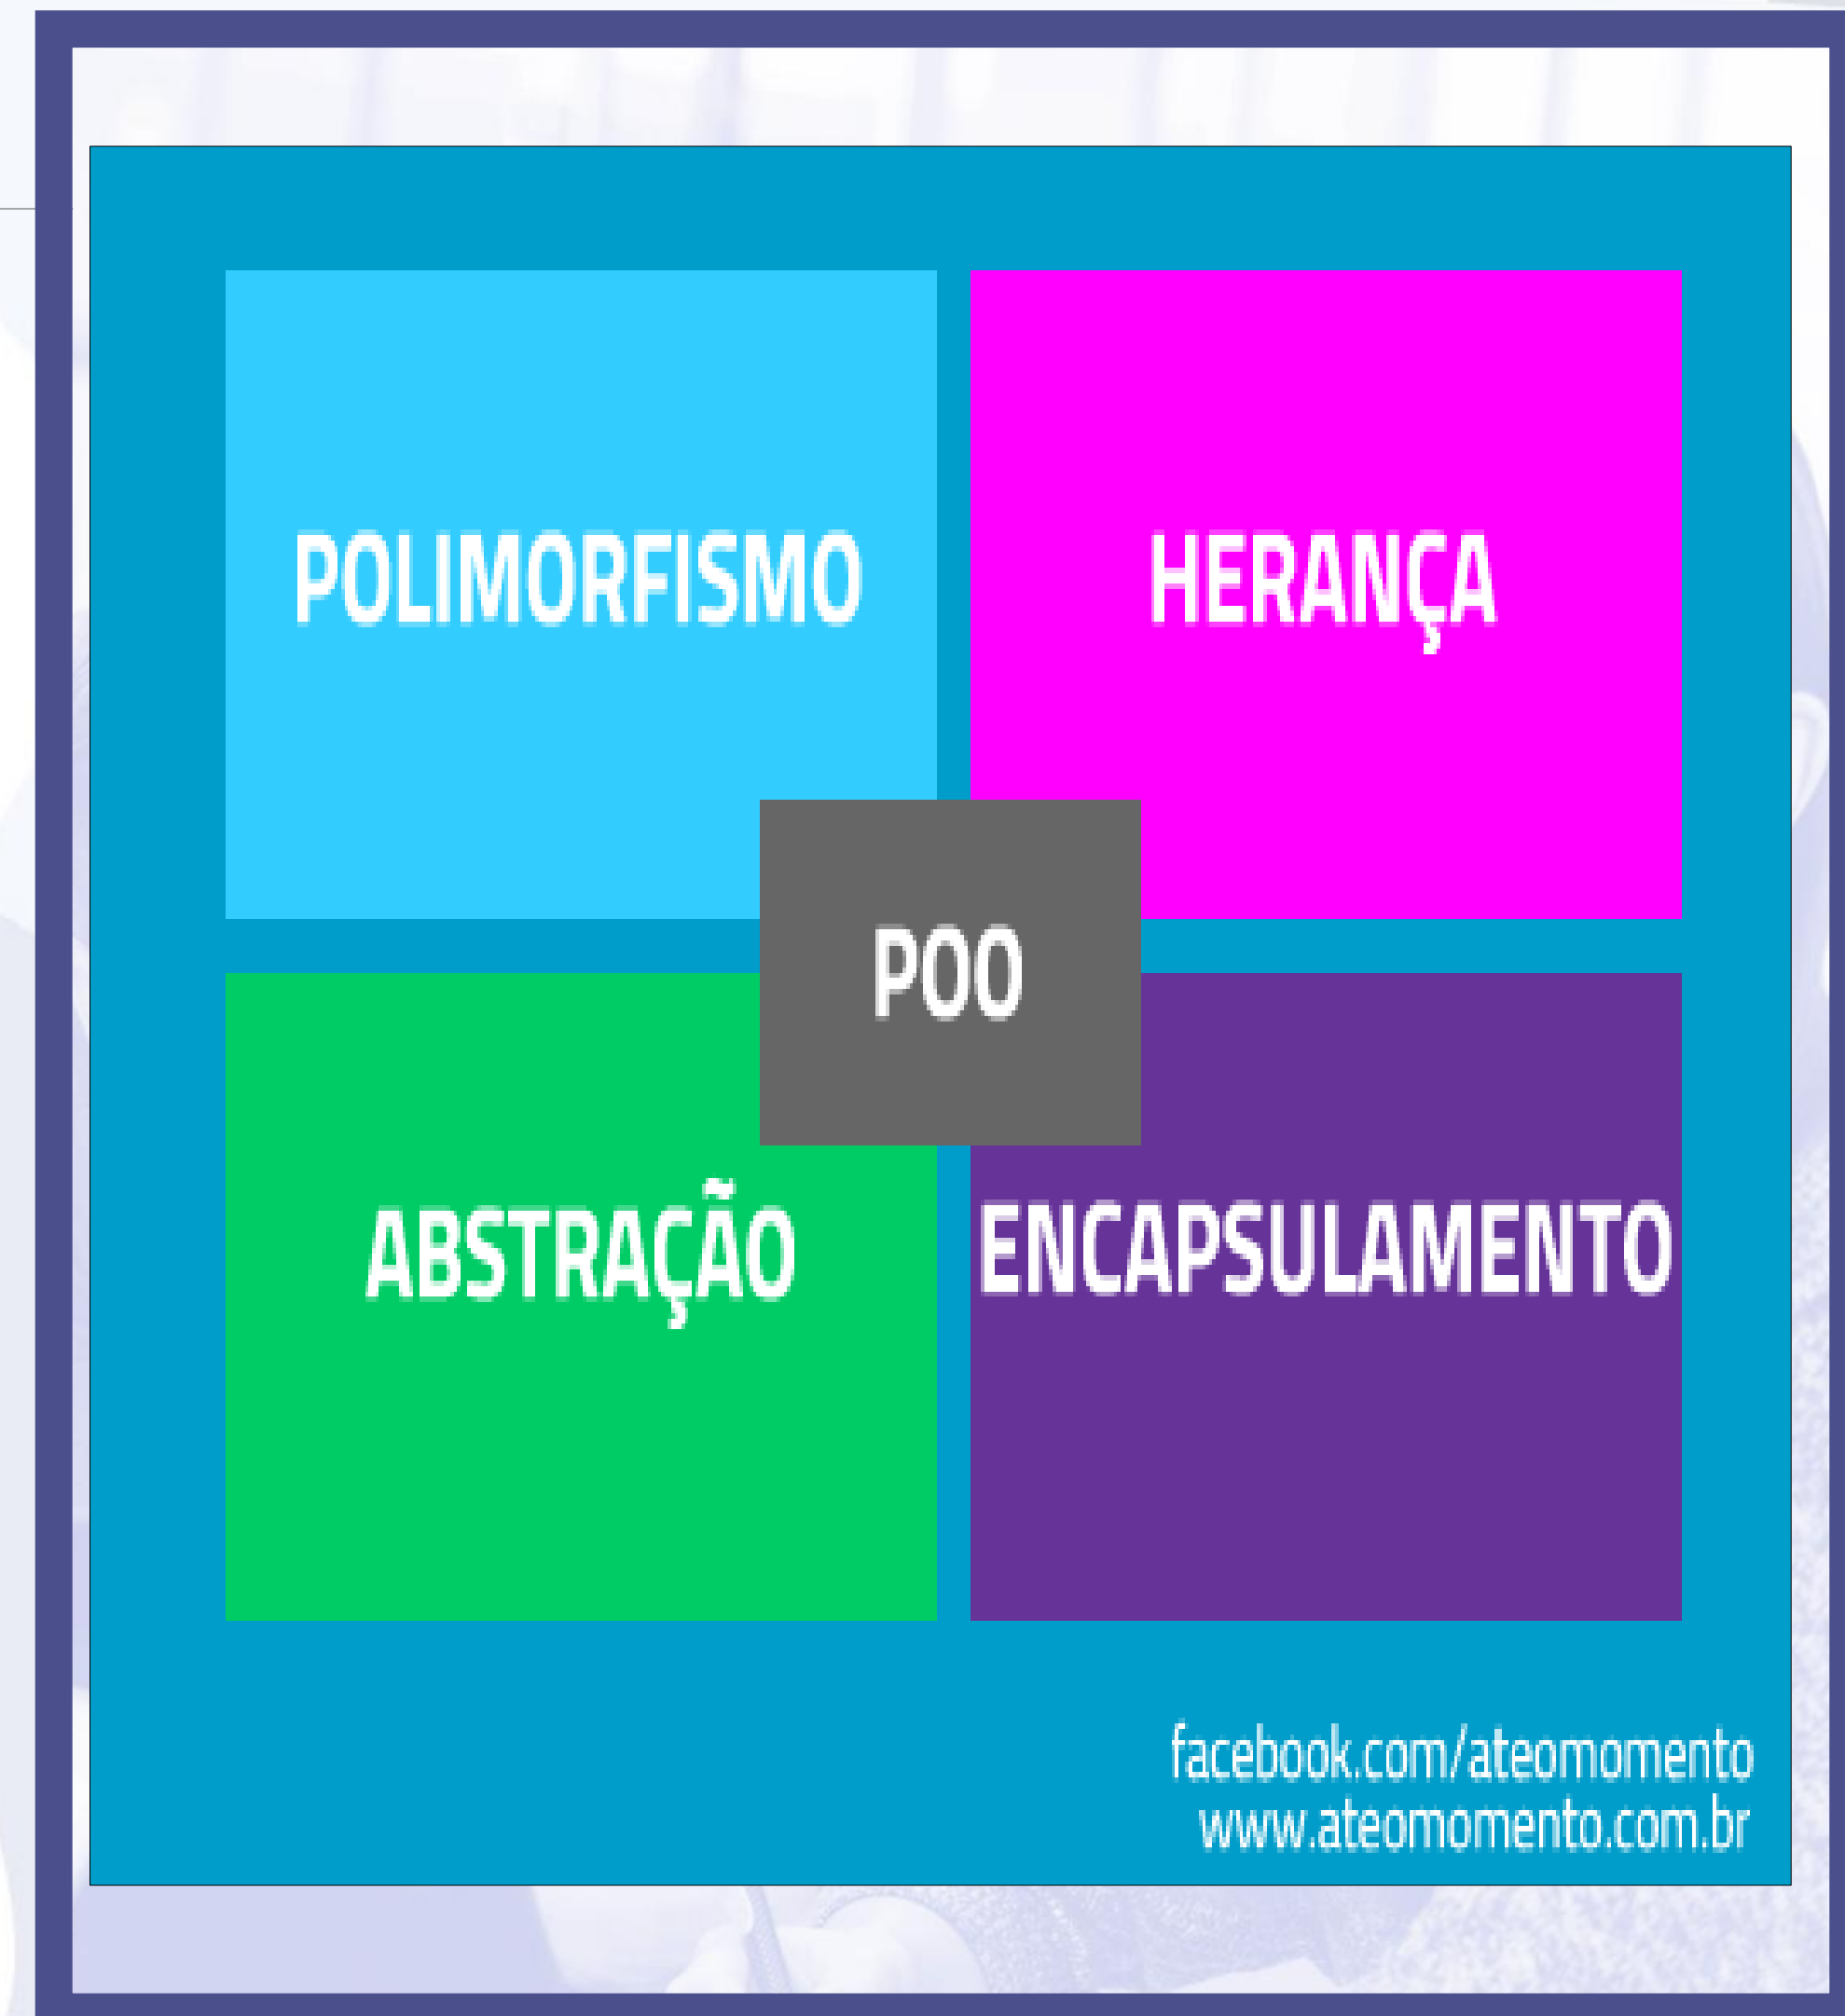 POLIMORFISMO
HERANÇA
POO
ABSTRAÇÃO
ENCAPSULAMENTO
facebook.com/ateomomento
www.ateomomento.com.br